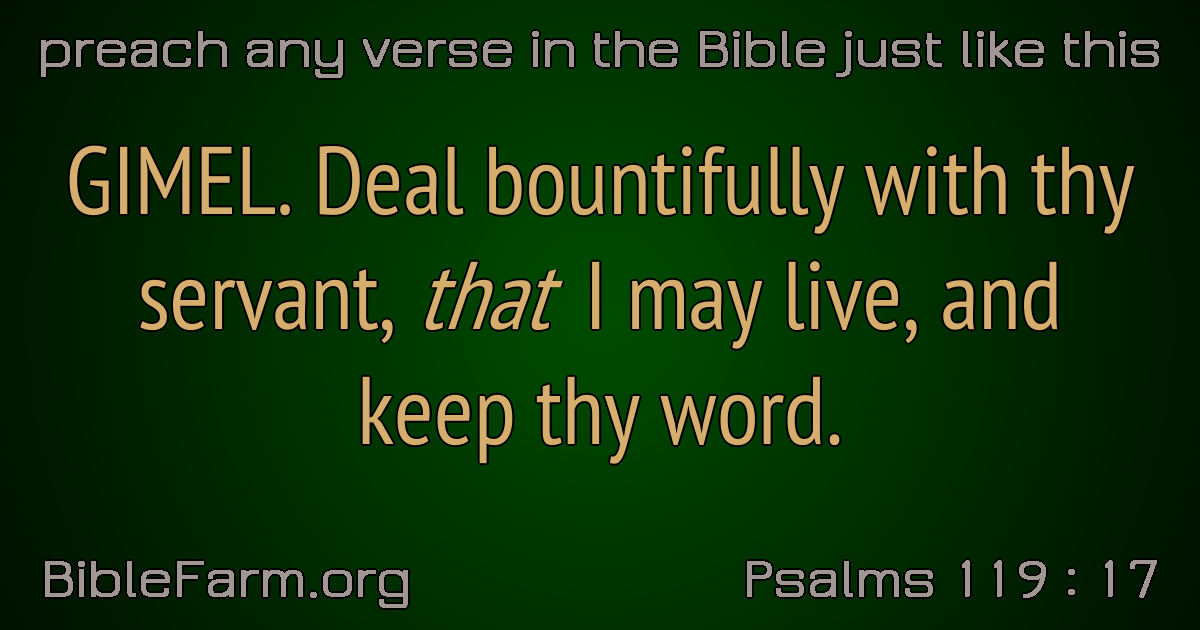 preach any verse in the Bible just like this
GIMEL. Deal bountifully with thy
servant, that I may live, and
keep thy word.
BibleFarm.org
Psalms 119 : 17